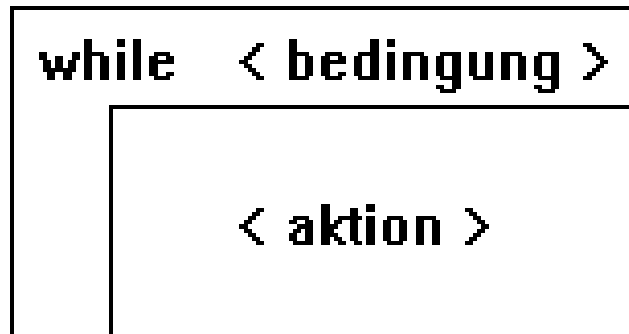 while < bedingung >
< aktion >